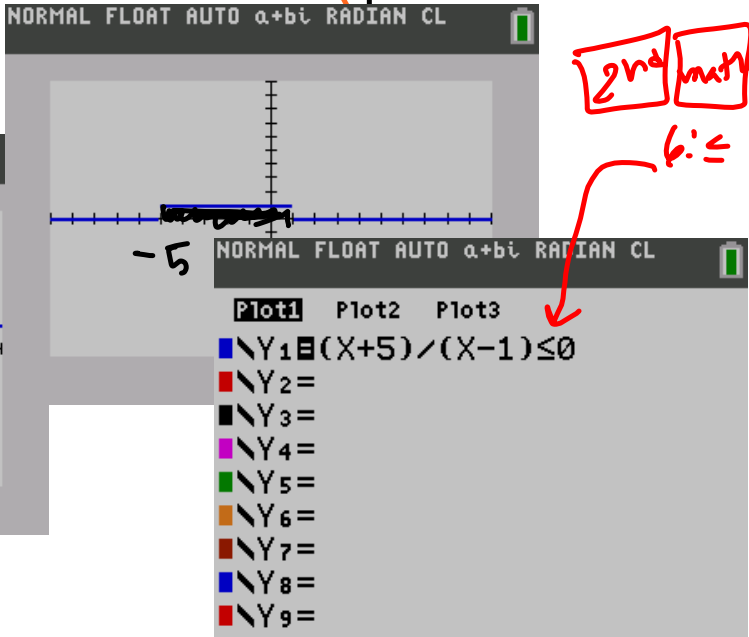 NORMAL FLOAT AUTO a+bi RADIAN CL
2nd math
6:≤
-5
NORMAL FLOAT AUTO a+bi RADIAN CL
Plot1 Plot2 Plot3
\Y1=(X+5)/(X-1)≤0
\Y2=
\Y3=
\Y4=
\Y5=
\Y6=
\Y7=
\Y8=
\Y9=